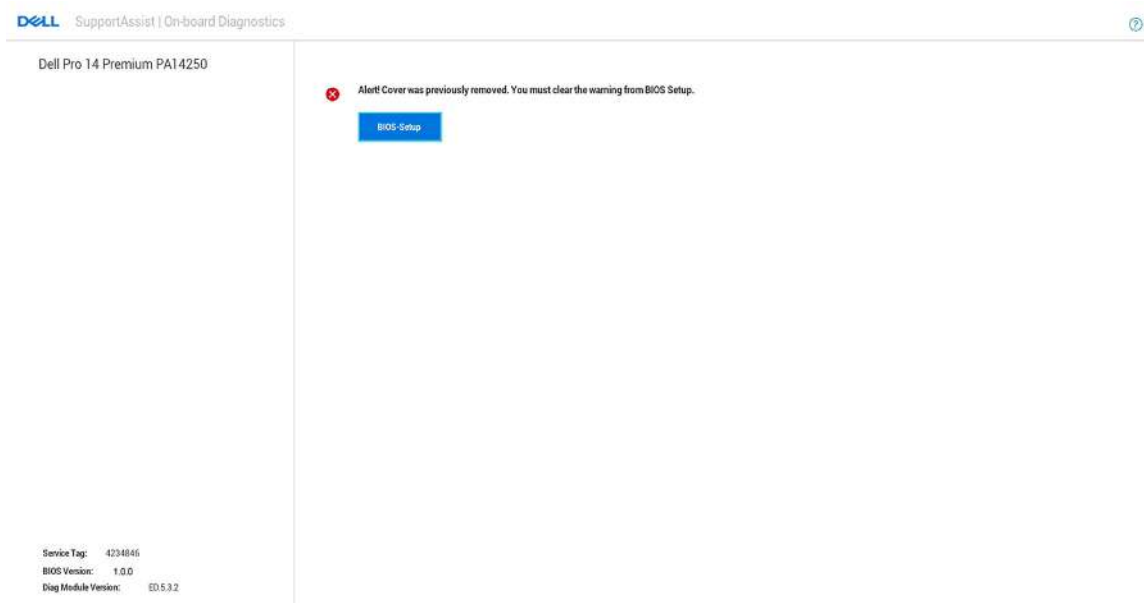 DELL SupportAssist | On-board Diagnostics
Dell Pro 14 Premium PA14250
Alert! Cover was previously removed. You must clear the warning from BIOS Setup.
BIOS-Setup
Service Tag: 4234846
BIOS Version: 1.0.0
Diag Module Version: ED.5.3.2